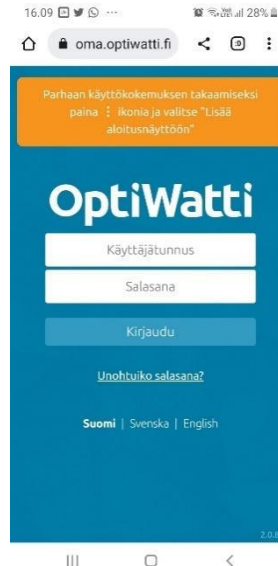 16.09 ... 28%
oma.optiwatti.fi
Parhaan käyttökokemuksen takaamiseksi
paina ⋮ ikonia ja valitse "Lisää
aloitusnäyttöön"
OptiWatti
Käyttäjätunnus
Salasana
Kirjaudu
Unohtuiko salasana?
Suomi | Svenska | English